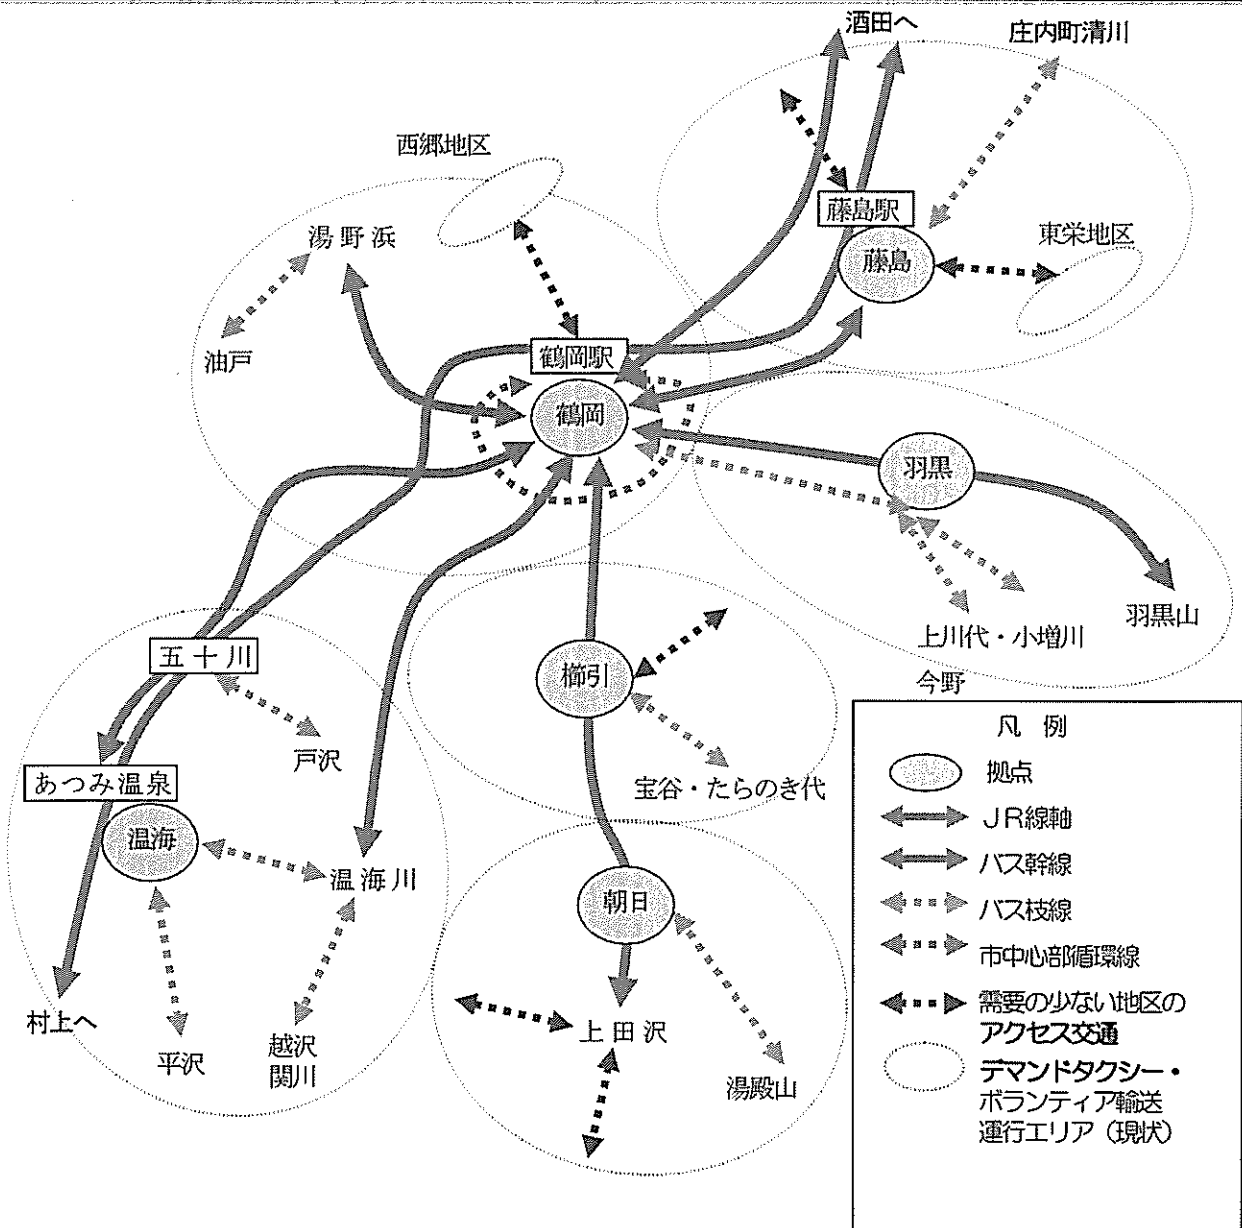 酒田へ
庄内町清川
西郷地区
藤島駅
湯野浜
東栄地区
藤島
鶴岡駅
油戸
鶴岡
羽黒
羽黒山
上川代・小増川
今野
五十川
櫛引
戸沢
あつみ温泉
宝谷・たらのき代
温海
温海川
朝日
村上へ
上田沢
平沢
越沢
関川
湯殿山
凡 例
拠点
ＪＲ線軸
バス幹線
バス枝線
市中心部循環線
需要の少ない地区の
アクセス交通
デマンドタクシー・
ボランティア輸送
運行エリア（現状）